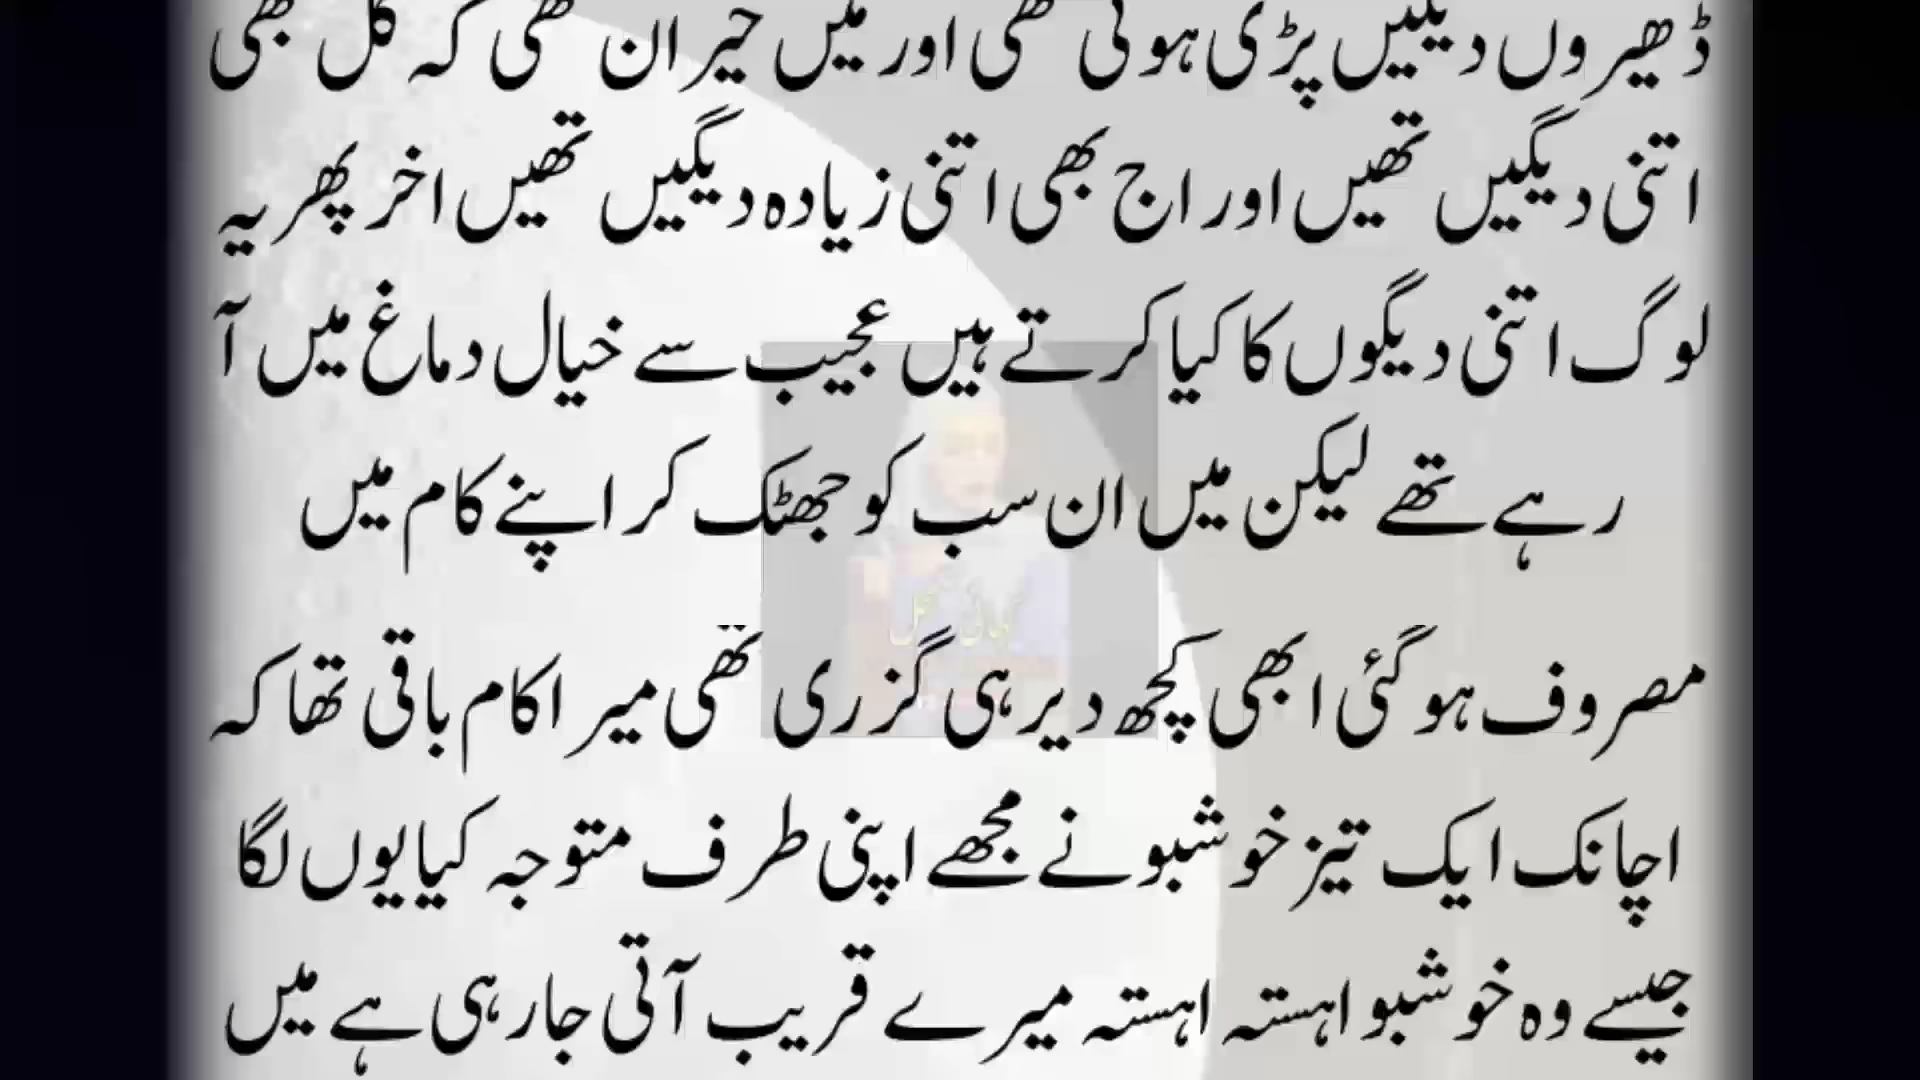 ڈھیروں دیگیں پڑی ہوئی تھی اور میں حیران تھی کہ کل بھی
اتنی دیگیں تھیں اور اج بھی اتنی زیادہ دیگیں تھیں اخر پھر یہ
لوگ اتنی دیگوں کا کیا کرتے ہیں عجیب سے خیال دماغ میں آ
رہے تھے لیکن میں ان سب کو جھٹک کر اپنے کام میں
مصروف ہو گئی ابھی کچھ دیر ہی گزری تھی میرا کام باقی تھا کہ
اچانک ایک تیز خوشبو نے مجھے اپنی طرف متوجہ کیا یوں لگا
جیسے وہ خوشبو اہستہ اہستہ میرے قریب آتی جا رہی ہے میں